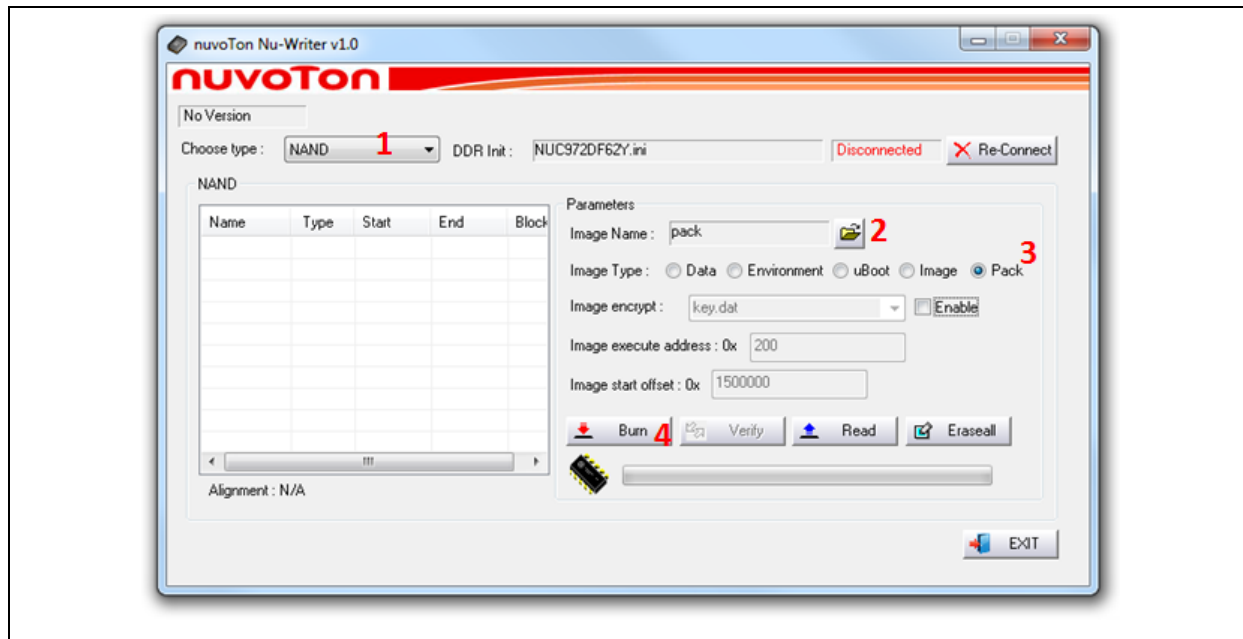 nuvoTon Nu-Writer v1.0
nuvoTon
No Version
Choose type : NAND 1 DDR Init : NUC972DF62Y.ini Disconnected Re-Connect
NAND
Name Type Start End Block
Alignment : N/A
Parameters
Image Name : pack 2
3
Image Type : Data Environment uBoot Image Pack
Image encrypt : key.dat Enable
Image execute address : 0x 200
Image start offset : 0x 1500000
Burn 4 Verify Read Eraseall
EXIT